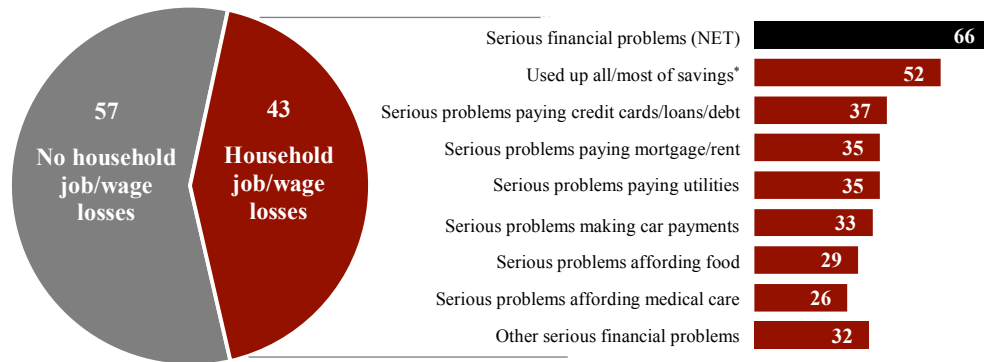 57
No household
job/wage
losses
43
Household
job/wage
losses
Serious financial problems (NET) 66
Used up all/most of savings* 52
Serious problems paying credit cards/loans/debt 37
Serious problems paying mortgage/rent 35
Serious problems paying utilities 35
Serious problems making car payments 33
Serious problems affording food 29
Serious problems affording medical care 26
Other serious financial problems 32